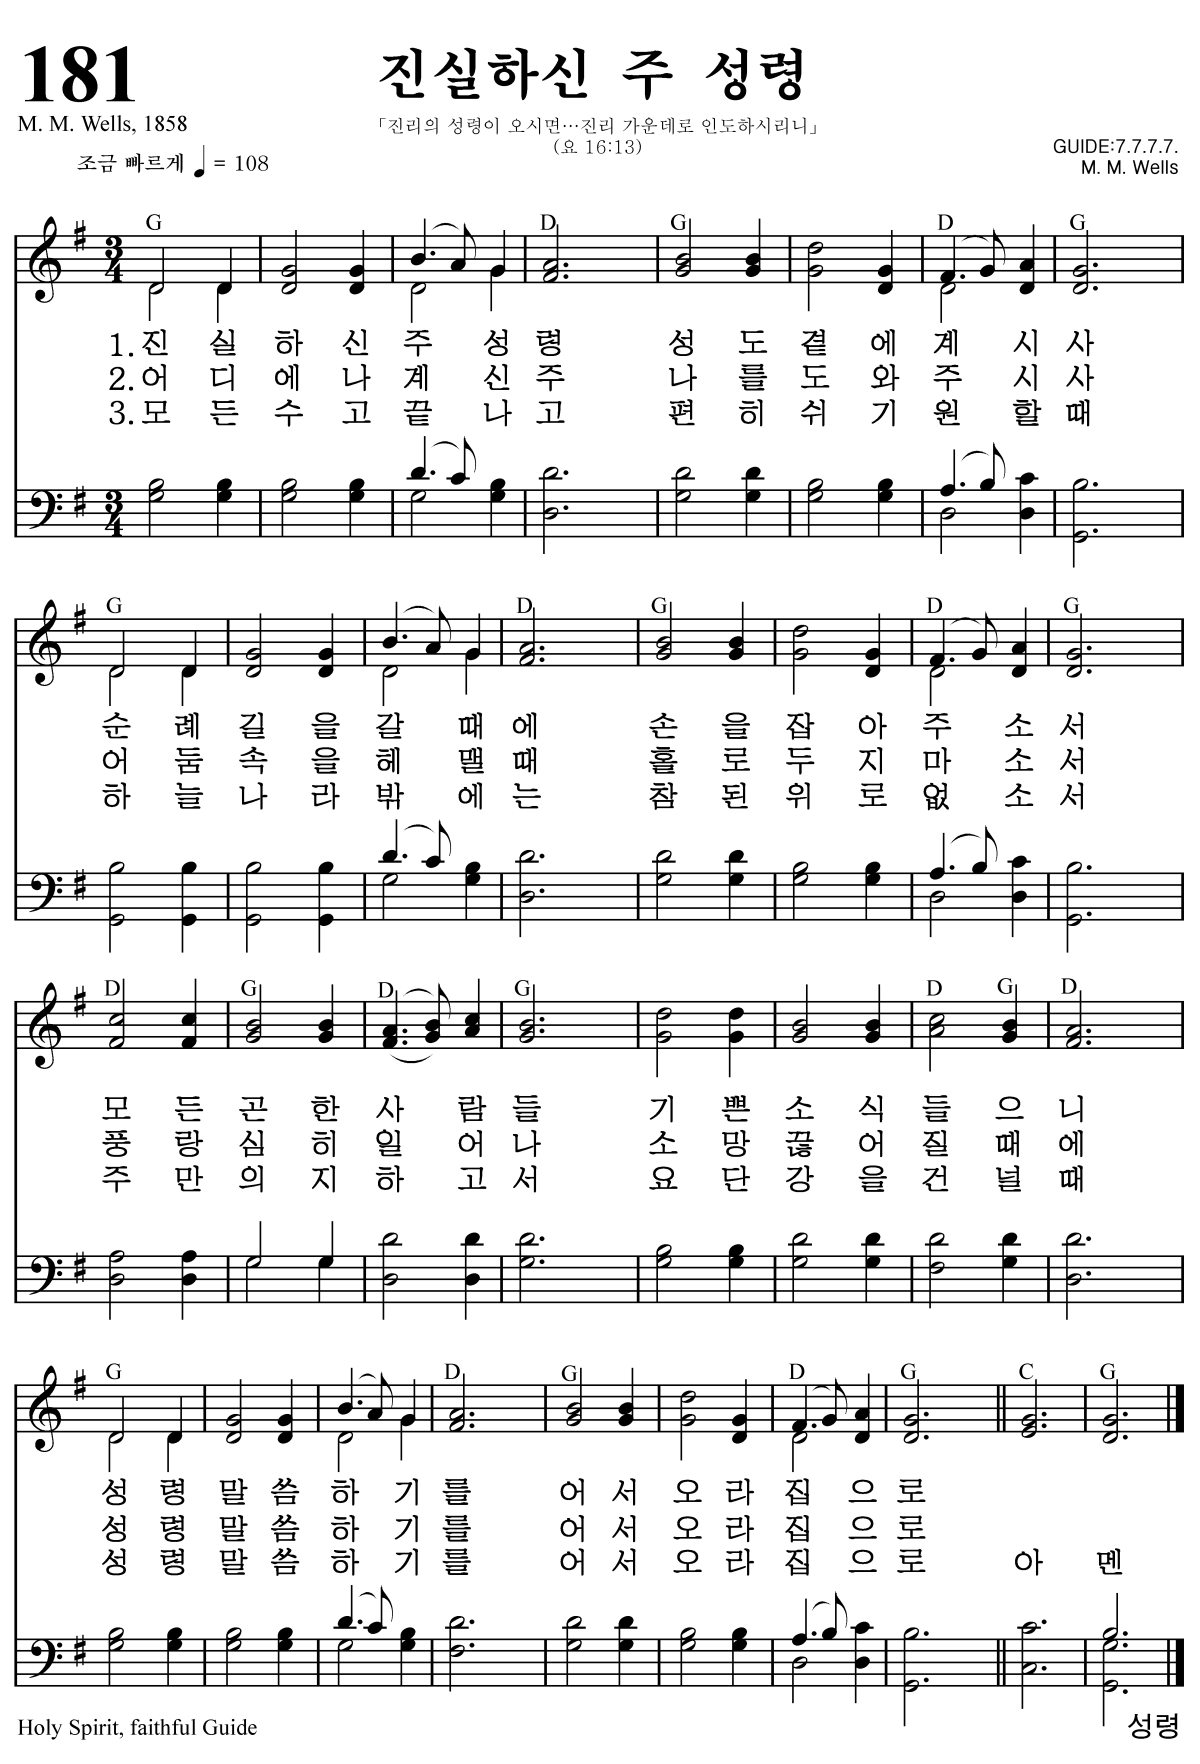 181
진실하신 주 성령
M. M. Wells, 1858
「진리의 성령이 오시면…진리 가운데로 인도하시리니」
(요 16:13)
조금 빠르게 ♩ = 108
GUIDE:7.7.7.7.
M. M. Wells
G D G D G
3 4
1.진 실 하 신 주 성 령 성 도 곁 에 계 시 사
2.어 디 에 나 계 신 주 나 를 도 와 주 시 사
3.모 든 수 고 끝 나 고 편 히 쉬 기 원 할 때
3 4
G D G D G
순 례 길 을 갈 때 에 손 을 잡 아 주 소 서
어 둠 속 을 헤 맬 때 홀 로 두 지 마 소 서
하 늘 나 라 밖 에 는 참 된 위 로 없 소 서
D G D G D G D
모 든 곤 한 사 람 들 기 쁜 소 식 들 으 니
풍 랑 심 히 일 어 나 소 망 끊 어 질 때 에
주 만 의 지 하 고 서 요 단 강 을 건 널 때
G D G D G C G
성 령 말 씀 하 기 를 어 서 오 라 집 으 로
성 령 말 씀 하 기 를 어 서 오 라 집 으 로
성 령 말 씀 하 기 를 어 서 오 라 집 으 로 아 멘
Holy Spirit, faithful Guide
성령